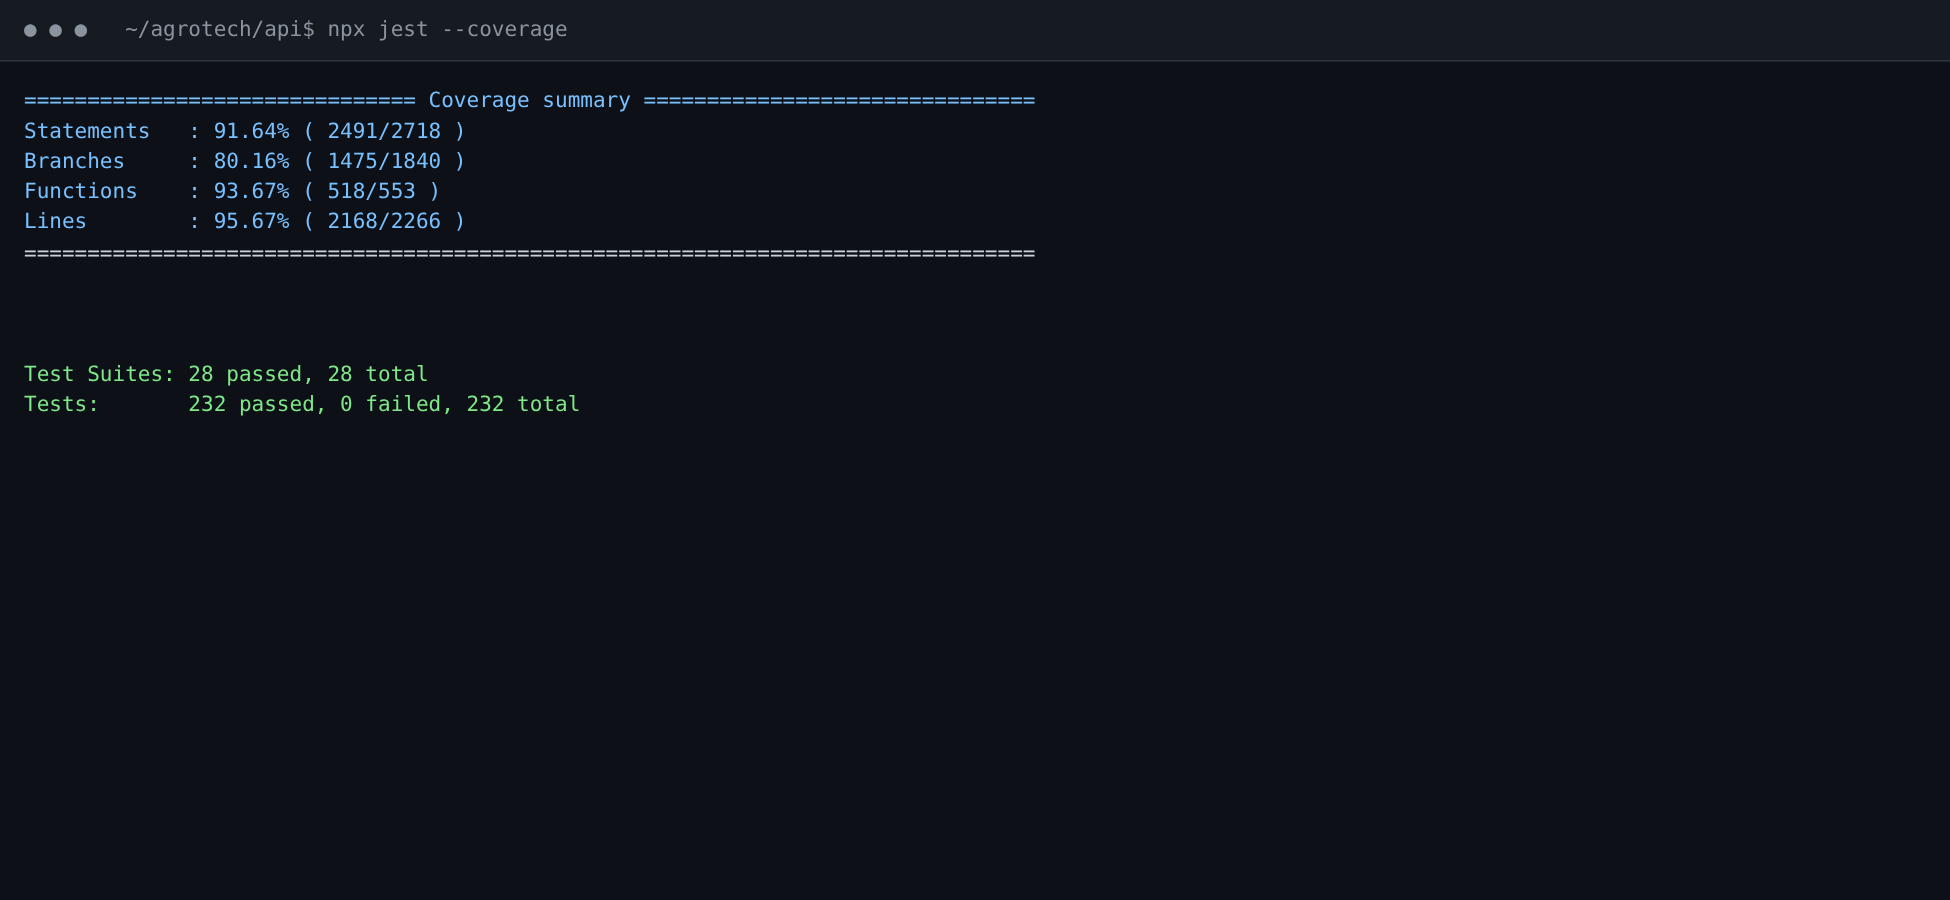 ~/agrotech/api$ npx jest --coverage
=============================== Coverage summary ===============================
Statements   : 91.64% ( 2491/2718 )
Branches     : 80.16% ( 1475/1840 )
Functions    : 93.67% ( 518/553 )
Lines        : 95.67% ( 2168/2266 )
================================================================================
Test Suites: 28 passed, 28 total
Tests:       232 passed, 0 failed, 232 total